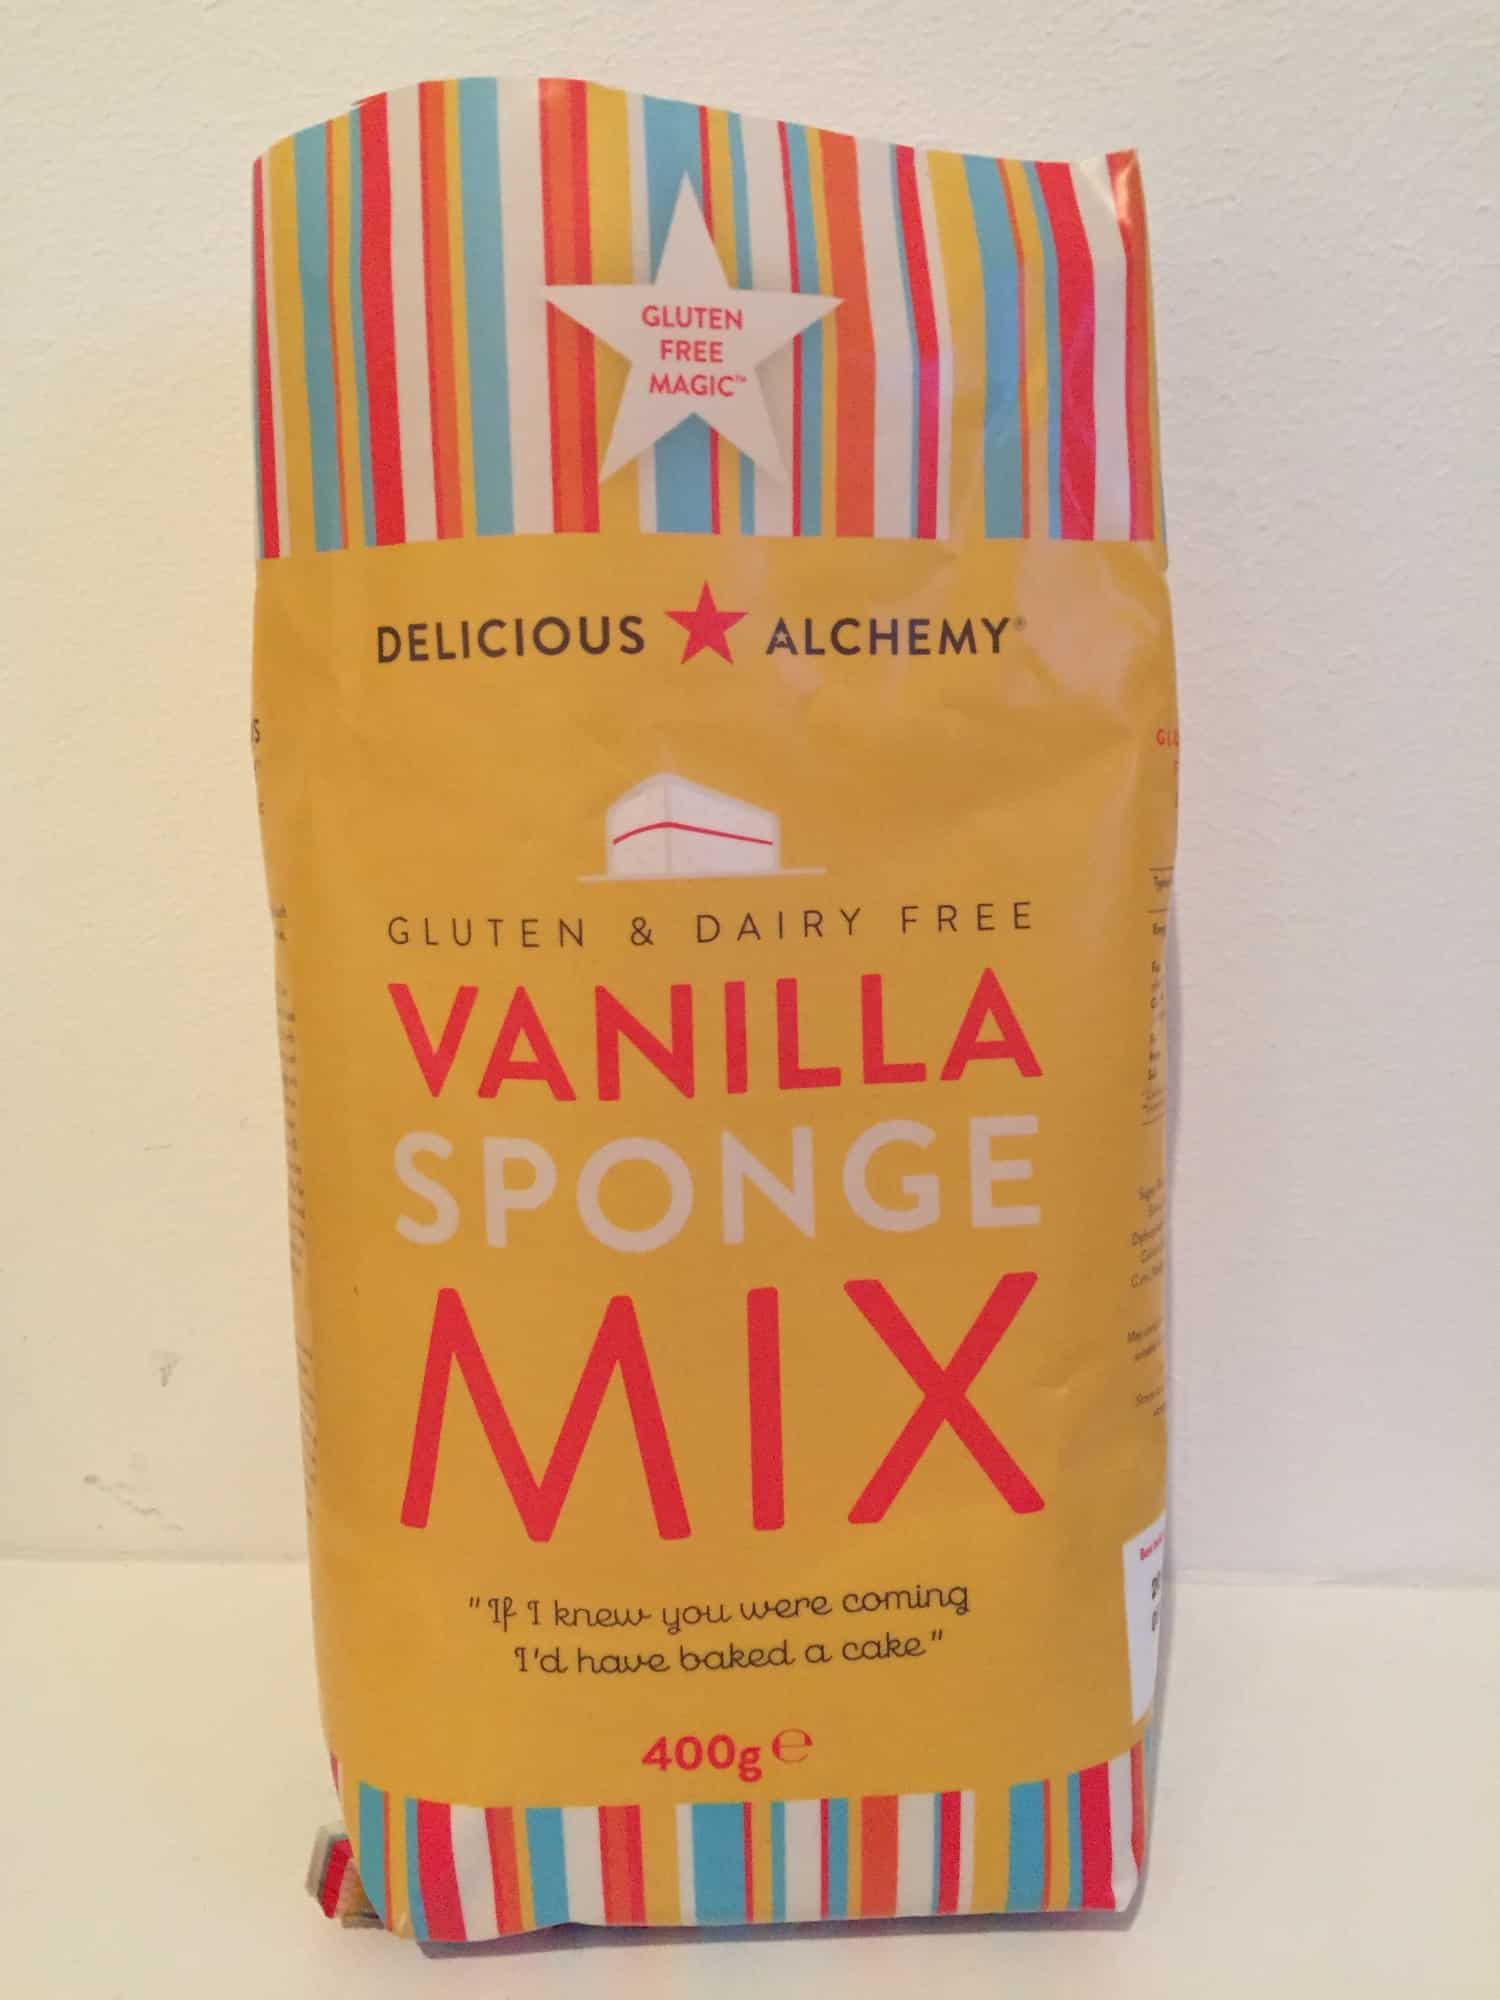 GLUTEN
FREE
MAGIC™
DELICIOUS ★ ALCHEMY®
GLUTEN & DAIRY FREE
VANILLA
SPONGE
MIX
"If I knew you were coming
I'd have baked a cake"
400g ℮